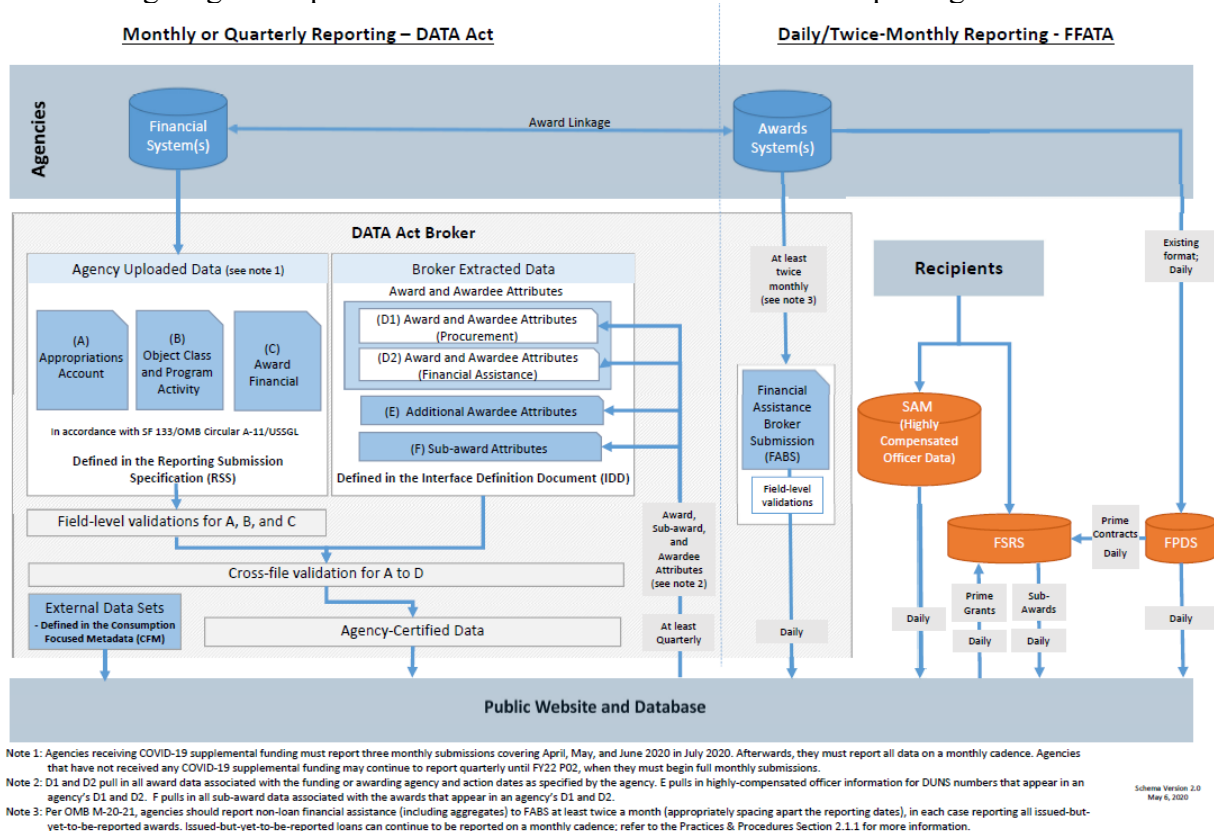 Monthly or Quarterly Reporting – DATA Act
Daily/Twice-Monthly Reporting - FFATA
Agencies
Financial
System(s)
Award Linkage
Awards
System(s)
DATA Act Broker
Agency Uploaded Data (see note 1)
(A)
Appropriations
Account
(B)
Object Class
and Program
Activity
(C)
Award
Financial
In accordance with SF 133/OMB Circular A-11/USSGL
Defined in the Reporting Submission
Specification (RSS)
Broker Extracted Data
Award and Awardee Attributes
(D1) Award and Awardee Attributes
(Procurement)
(D2) Award and Awardee Attributes
(Financial Assistance)
(E) Additional Awardee Attributes
(F) Sub-award Attributes
Defined in the Interface Definition Document (IDD)
Field-level validations for A, B, and C
Cross-file validation for A to D
External Data Sets
- Defined in the Consumption
Focused Metadata (CFM)
Agency-Certified Data
Award,
Sub-award,
and
Awardee
Attributes
(see note 2)
At least
Quarterly
At least
twice
monthly
(see note 3)
Financial
Assistance
Broker
Submission
(FABS)
Field-level
validations
Daily
Recipients
Existing
format;
Daily
SAM
(Highly
Compensated
Officer Data)
FSRS
Prime
Contracts
Daily
FPDS
Daily
Prime
Grants
Daily
Sub-
Awards
Daily
Daily
Public Website and Database
Note 1: Agencies receiving COVID-19 supplemental funding must report three monthly submissions covering April, May, and June 2020 in July 2020. Afterwards, they must report all data on a monthly cadence. Agencies
that have not received any COVID-19 supplemental funding may continue to report quarterly until FY22 P02, when they must begin full monthly submissions.
Note 2: D1 and D2 pull in all award data associated with the funding or awarding agency and action dates as specified by the agency. E pulls in highly-compensated officer information for DUNS numbers that appear in an
agency's D1 and D2. F pulls in all sub-award data associated with the awards that appear in an agency's D1 and D2.
Note 3: Per OMB M-20-21, agencies should report non-loan financial assistance (including aggregates) to FABS at least twice a month (appropriately spacing apart the reporting dates), in each case reporting all issued-but-
yet-to-be-reported awards. Issued-but-yet-to-be-reported loans can continue to be reported on a monthly cadence; refer to the Practices & Procedures Section 2.1.1 for more information.
Schema Version 2.0
May 6, 2020